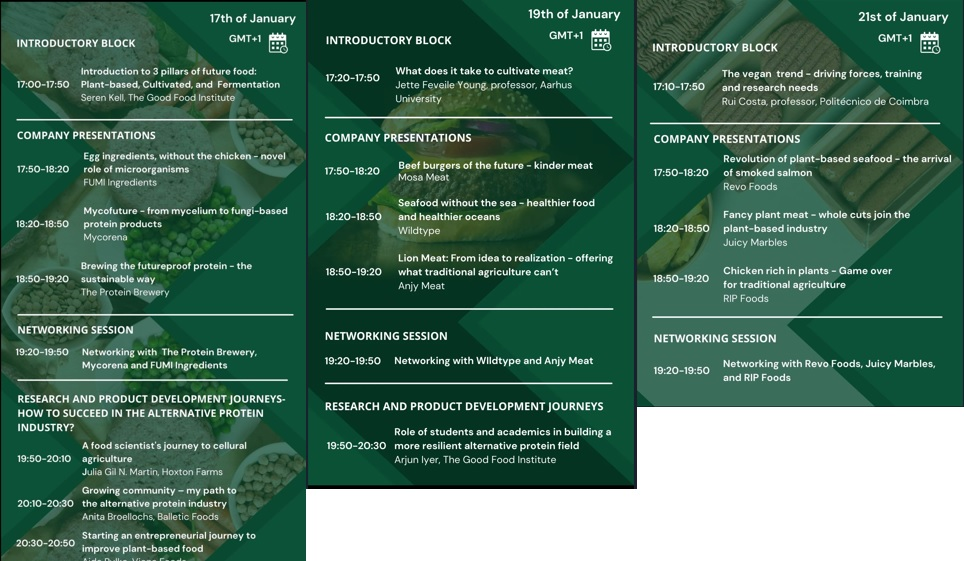 17th of January
GMT+1
INTRODUCTORY BLOCK
17:00-17:50
Introduction to 3 pillars of future food:
Plant-based, Cultivated, and Fermentation
Seren Kell, The Good Food Institute
COMPANY PRESENTATIONS
17:50-18:20
Egg ingredients, without the chicken - novel
role of microorganisms
FUMI Ingredients
18:20-18:50
Mycofuture - from mycelium to fungi-based
protein products
Mycorena
18:50-19:20
Brewing the futureproof protein - the
sustainable way
The Protein Brewery
NETWORKING SESSION
19:20-19:50
Networking with The Protein Brewery,
Mycorena and FUMI Ingredients
RESEARCH AND PRODUCT DEVELOPMENT JOURNEYS-
HOW TO SUCCEED IN THE ALTERNATIVE PROTEIN
INDUSTRY?
19:50-20:10
A food scientist's journey to cellural
agriculture
Julia Gil N. Martin, Hoxton Farms
20:10-20:30
Growing community – my path to
the alternative protein industry
Anita Broellochs, Balletic Foods
20:30-20:50
Starting an entrepreneurial journey to
improve plant-based food
19th of January
GMT+1
INTRODUCTORY BLOCK
17:20-17:50
What does it take to cultivate meat?
Jette Feveile Young, professor, Aarhus
University
COMPANY PRESENTATIONS
17:50-18:20
Beef burgers of the future - kinder meat
Mosa Meat
18:20-18:50
Seafood without the sea - healthier food
and healthier oceans
Wildtype
18:50-19:20
Lion Meat: From idea to realization - offering
what traditional agriculture can't
Anjy Meat
NETWORKING SESSION
19:20-19:50
Networking with WIldtype and Anjy Meat
RESEARCH AND PRODUCT DEVELOPMENT JOURNEYS
19:50-20:30
Role of students and academics in building a
more resilient alternative protein field
Arjun Iyer, The Good Food Institute
21st of January
GMT+1
INTRODUCTORY BLOCK
17:10-17:50
The vegan trend - driving forces, training
and research needs
Rui Costa, professor, Politécnico de Coimbra
COMPANY PRESENTATIONS
17:50-18:20
Revolution of plant-based seafood - the arrival
of smoked salmon
Revo Foods
18:20-18:50
Fancy plant meat - whole cuts join the
plant-based industry
Juicy Marbles
18:50-19:20
Chicken rich in plants - Game over
for traditional agriculture
RIP Foods
NETWORKING SESSION
19:20-19:50
Networking with Revo Foods, Juicy Marbles,
and RIP Foods